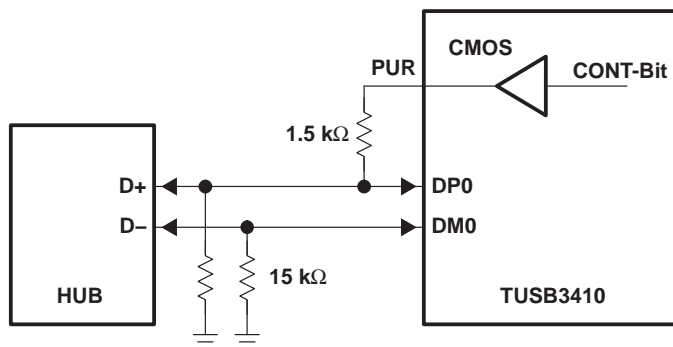 CMOS
PUR
CONT-Bit
1.5 kΩ
D+
DP0
D−
DM0
15 kΩ
HUB
TUSB3410